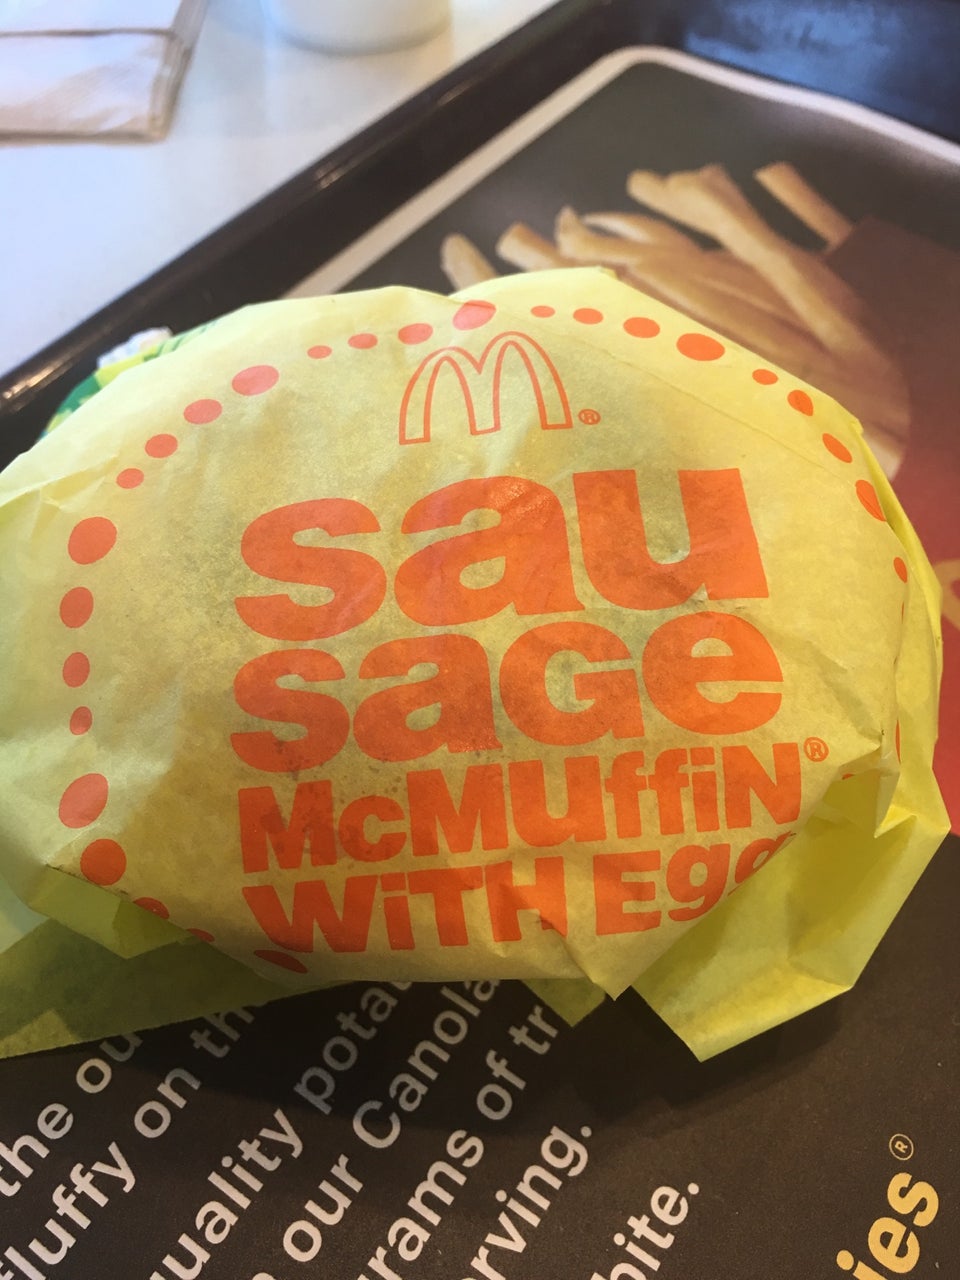 M®
sau
saGe
McMUffiN®
WiTH Egg
the ou
fluffy on th
uality pota
our Canola
rams of tr
rving.
bite.
ies®